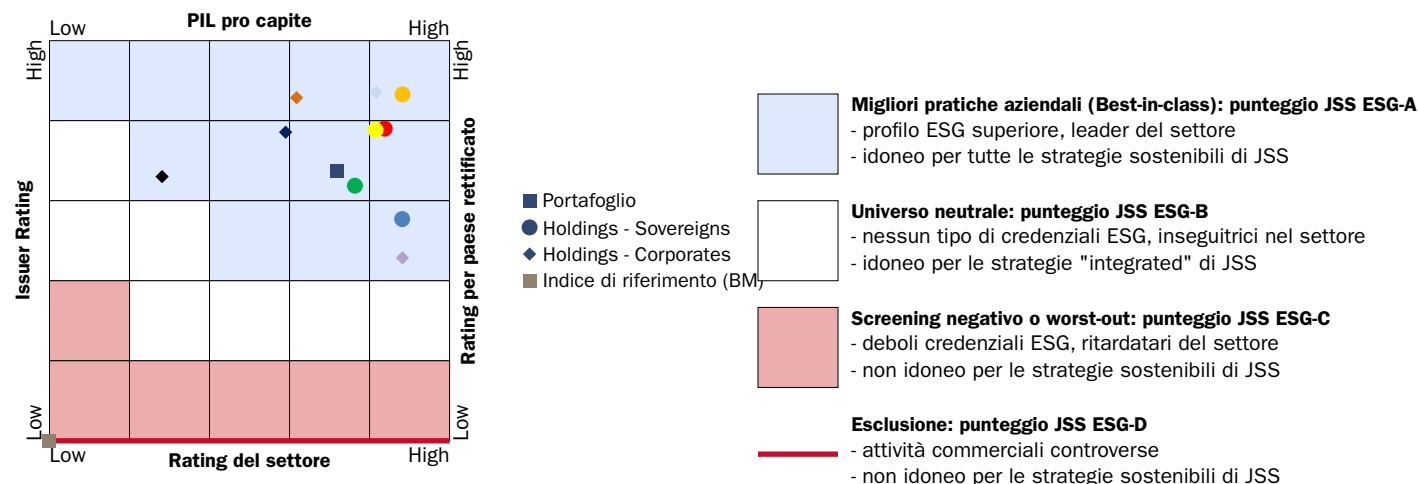 PIL pro capite
Low
High
High
High
Issuer Rating
Rating per paese rettificato
Low
Low
Low
High
Rating del settore
Portafoglio
Holdings - Sovereigns
Holdings - Corporates
Indice di riferimento (BM)
Migliori pratiche aziendali (Best-in-class): punteggio JSS ESG-A
- profilo ESG superiore, leader del settore
- idoneo per tutte le strategie sostenibili di JSS
Universo neutrale: punteggio JSS ESG-B
- nessun tipo di credenziali ESG, inseguitrici nel settore
- idoneo per le strategie "integrated" di JSS
Screening negativo o worst-out: punteggio JSS ESG-C
- deboli credenziali ESG, ritardatari del settore
- non idoneo per le strategie sostenibili di JSS
Esclusione: punteggio JSS ESG-D
- attività commerciali controverse
- non idoneo per le strategie sostenibili di JSS